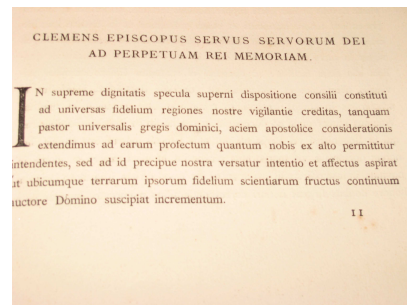 CLEMENS EPISCOPUS SERVUS SERVORUM DEI
AD PERPETUAM REI MEMORIAM.
IN supreme dignitatis specula superni dispositione consilii constituti
ad universas fidelium regiones nostre vigilantie creditas, tanquam
pastor universalis gregis dominici, aciem apostolice considerationis
extendimus ad earum profectum quantum nobis ex alto permittitur
intendentes, sed ad id precipue nostra versatur intentio et affectus aspirat
ut ubicumque terrarum ipsorum fidelium scientiarum fructus continuum
auctore Domino suscipiat incrementum.
II